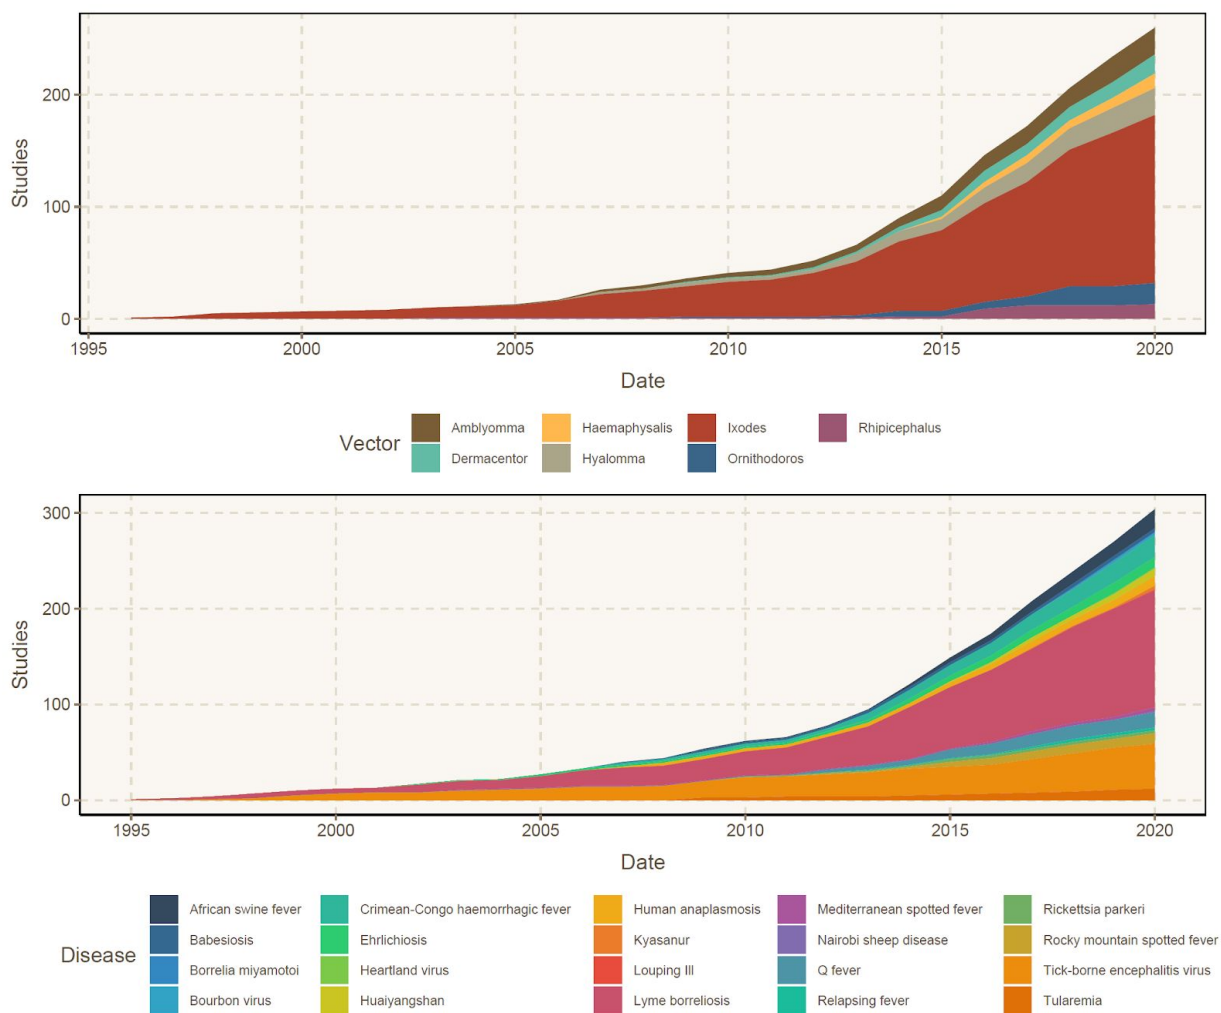 Studies
200
100
0
1995 2000 2005 2010 2015 2020
Date
Vector
Amblyomma Haemaphysalis Ixodes Rhipicephalus
Dermacentor Hyalomma Ornithodoros
Studies
300
200
100
0
1995 2000 2005 2010 2015 2020
Date
Disease
African swine fever Crimean-Congo haemorrhagic fever Human anaplasmosis Mediterranean spotted fever Rickettsia parkeri
Babesiosis Ehrlichiosis Kyasanur Nairobi sheep disease Rocky mountain spotted fever
Borrelia miyamotoi Heartland virus Louping Ill Q fever Tick-borne encephalitis virus
Bourbon virus Huaiyangshan Lyme borreliosis Relapsing fever Tularemia